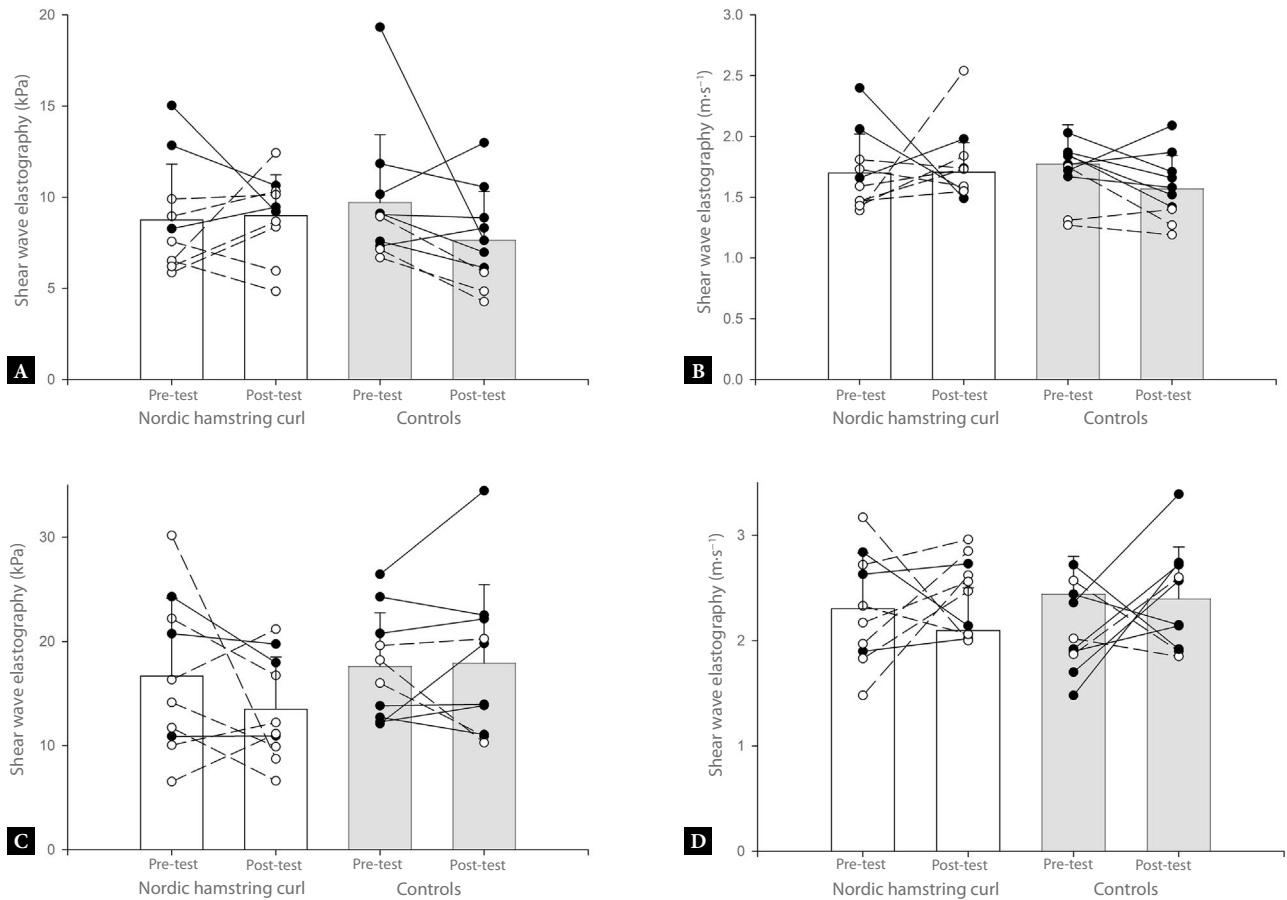 20
15
10
5
0
Shear wave elastography (kPa)
A
Pre-test Post-test Pre-test Post-test
Nordic hamstring curl Controls
3.0
2.5
2.0
1.5
1.0
0.5
0.0
Shear wave elastography (m·s⁻¹)
B
Pre-test Post-test Pre-test Post-test
Nordic hamstring curl Controls
30
20
10
0
Shear wave elastography (kPa)
C
Pre-test Post-test Pre-test Post-test
Nordic hamstring curl Controls
3
2
1
0
Shear wave elastography (m·s⁻¹)
D
Pre-test Post-test Pre-test Post-test
Nordic hamstring curl Controls